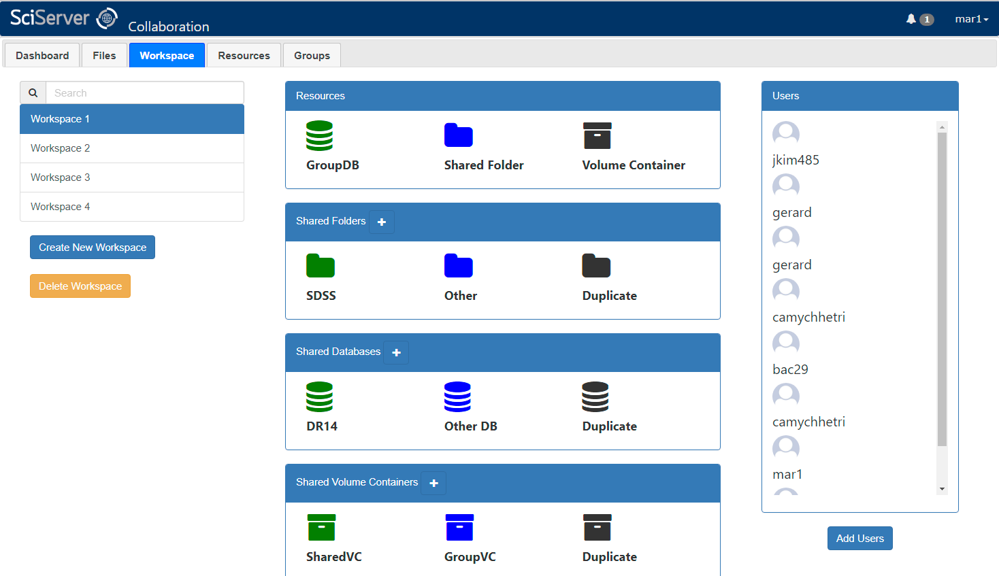 SciServer Collaboration 1 mar1
Dashboard Files Workspace Resources Groups
Search
Workspace 1
Workspace 2
Workspace 3
Workspace 4
Create New Workspace
Delete Workspace
Resources
GroupDB Shared Folder Volume Container
Shared Folders +
SDSS Other Duplicate
Shared Databases +
DR14 Other DB Duplicate
Shared Volume Containers +
SharedVC GroupVC Duplicate
Users
jkim485
gerard
gerard
camychhetri
bac29
camychhetri
mar1
Add Users